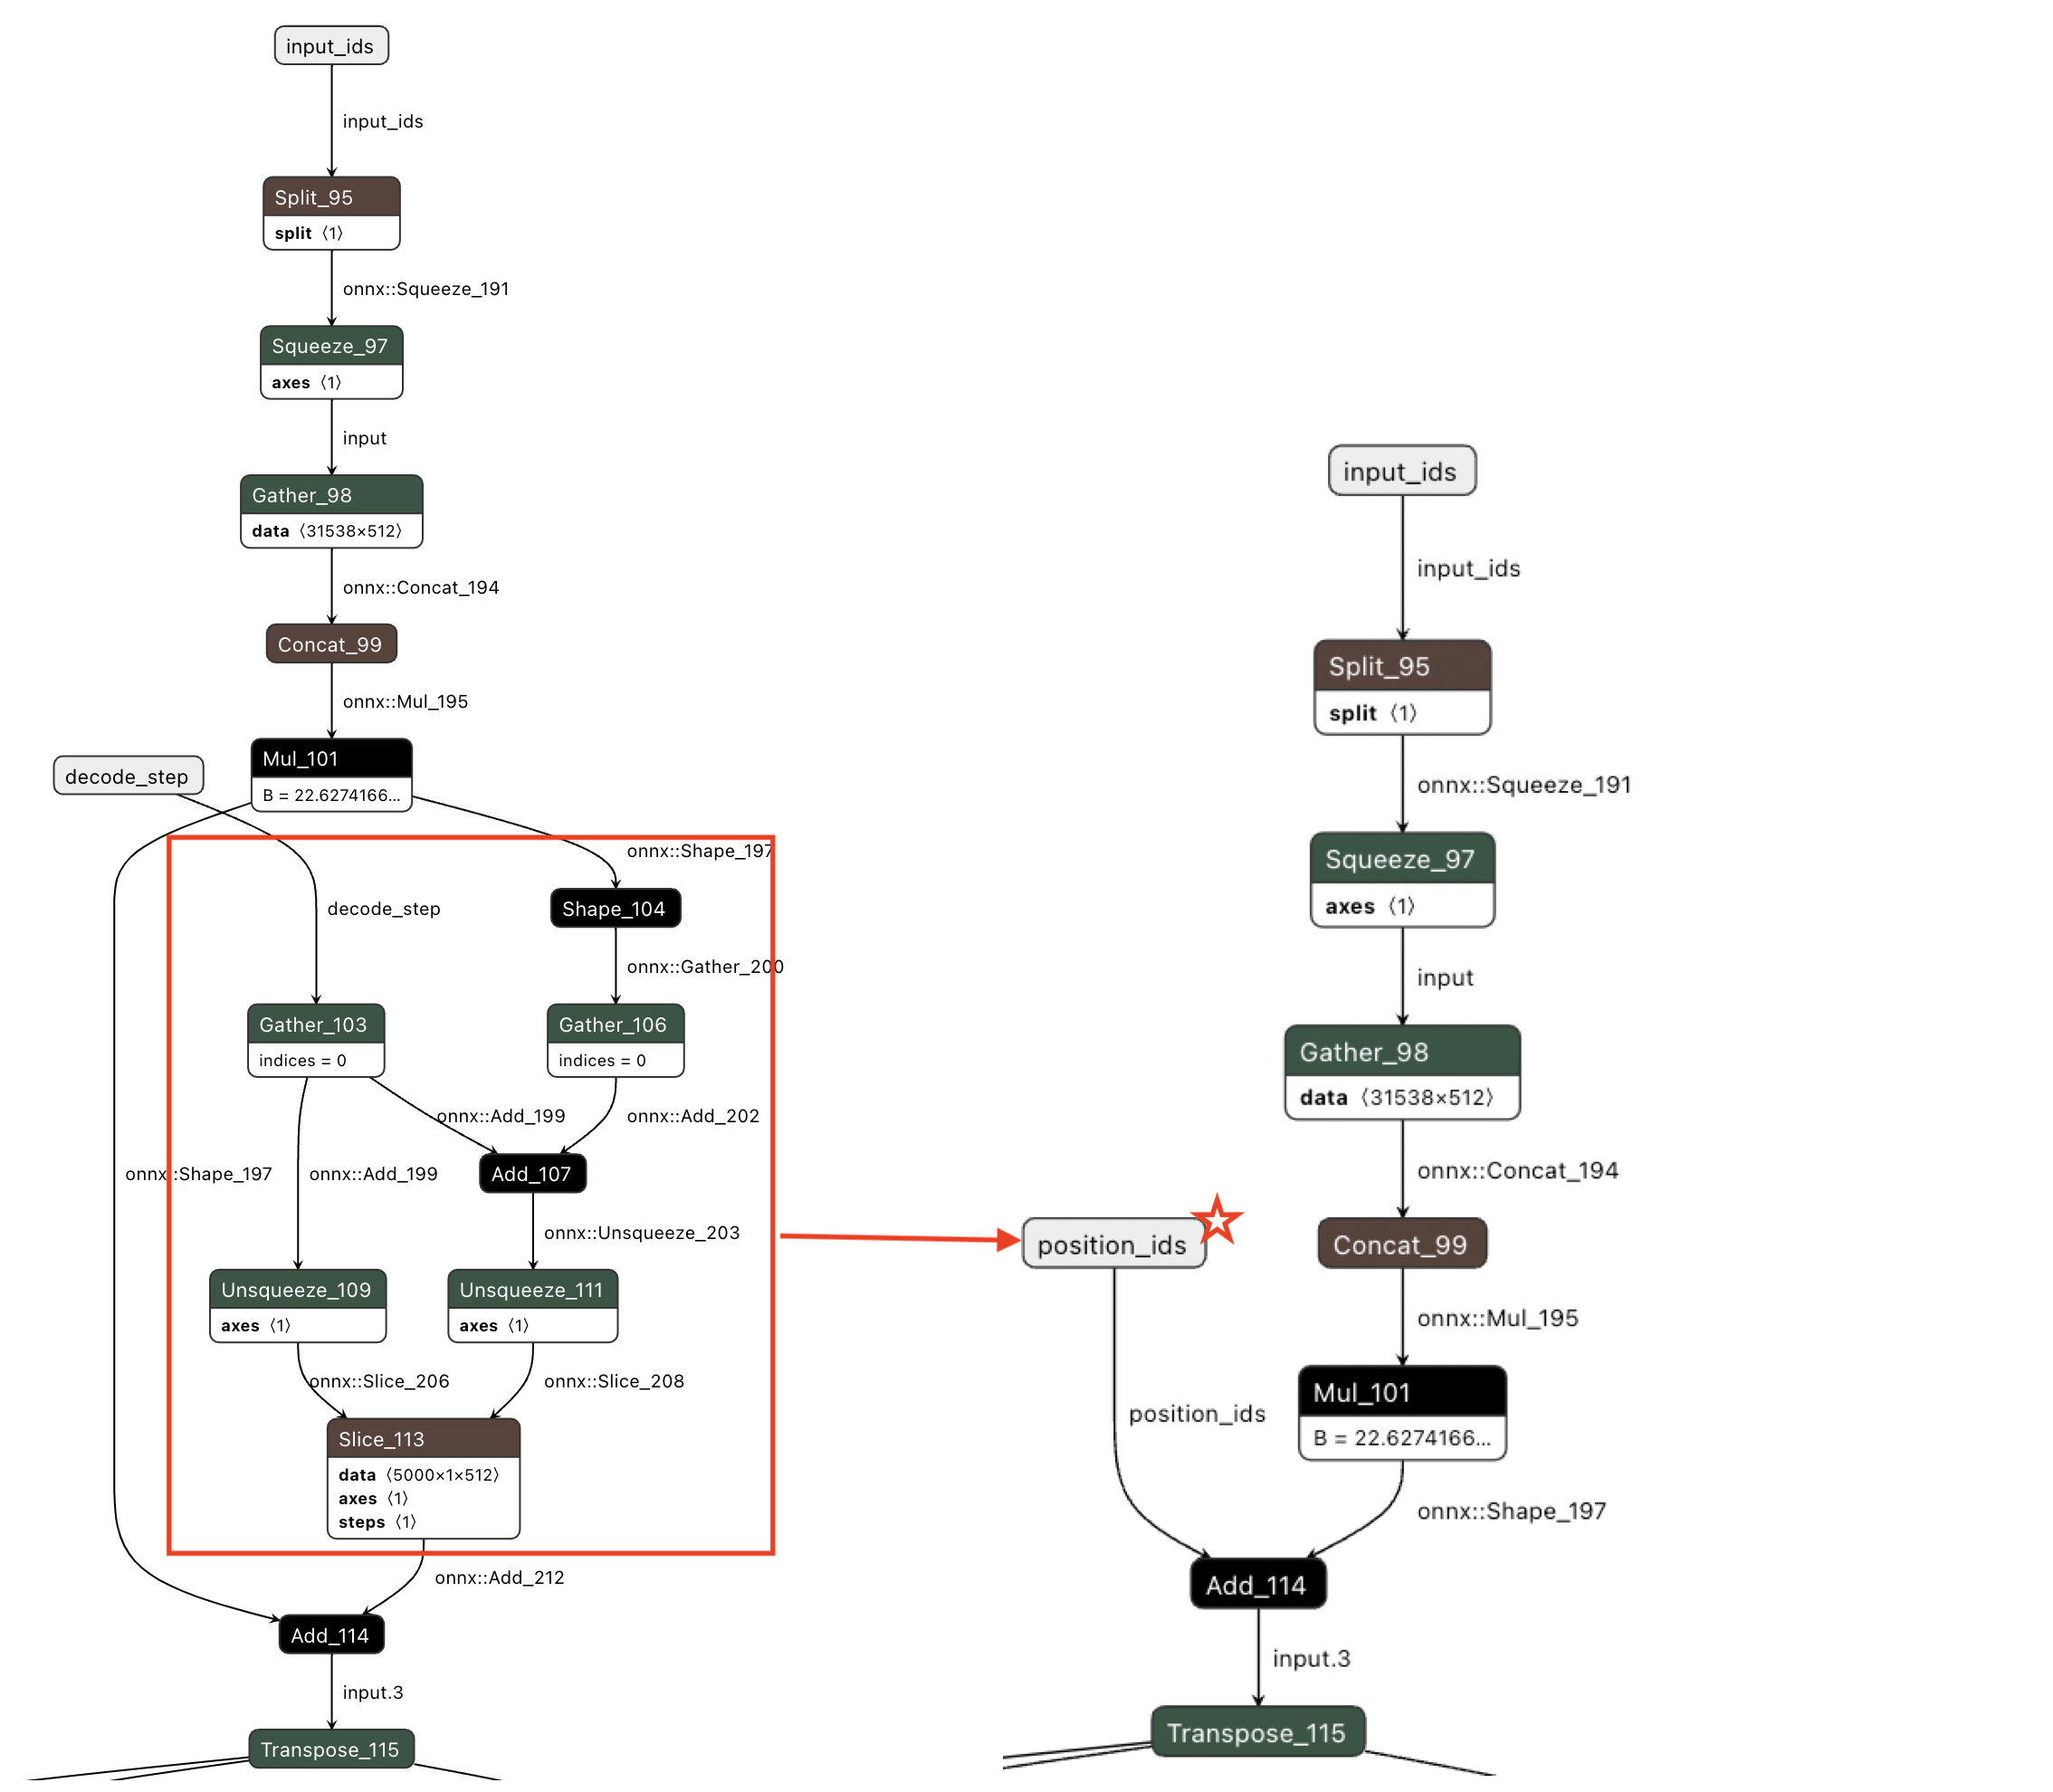 input_ids
input_ids
Split_95
split 〈1〉
onnx::Squeeze_191
Squeeze_97
axes 〈1〉
input
Gather_98
data 〈31538×512〉
onnx::Concat_194
Concat_99
onnx::Mul_195
decode_step
Mul_101
B = 22.6274166...
onnx::Shape_197
decode_step
Shape_104
onnx::Gather_200
Gather_103
indices = 0
Gather_106
indices = 0
onnx::Add_199
onnx::Add_202
onnx::Shape_197
onnx::Add_199
Add_107
onnx::Unsqueeze_203
Unsqueeze_109
axes 〈1〉
Unsqueeze_111
axes 〈1〉
onnx::Slice_206
onnx::Slice_208
Slice_113
data 〈5000×1×512〉
axes 〈1〉
steps 〈1〉
onnx::Add_212
Add_114
input.3
Transpose_115
input_ids
input_ids
Split_95
split 〈1〉
onnx::Squeeze_191
Squeeze_97
axes 〈1〉
input
Gather_98
data 〈31538×512〉
onnx::Concat_194
position_ids
Concat_99
onnx::Mul_195
position_ids
Mul_101
B = 22.6274166...
onnx::Shape_197
Add_114
input.3
Transpose_115